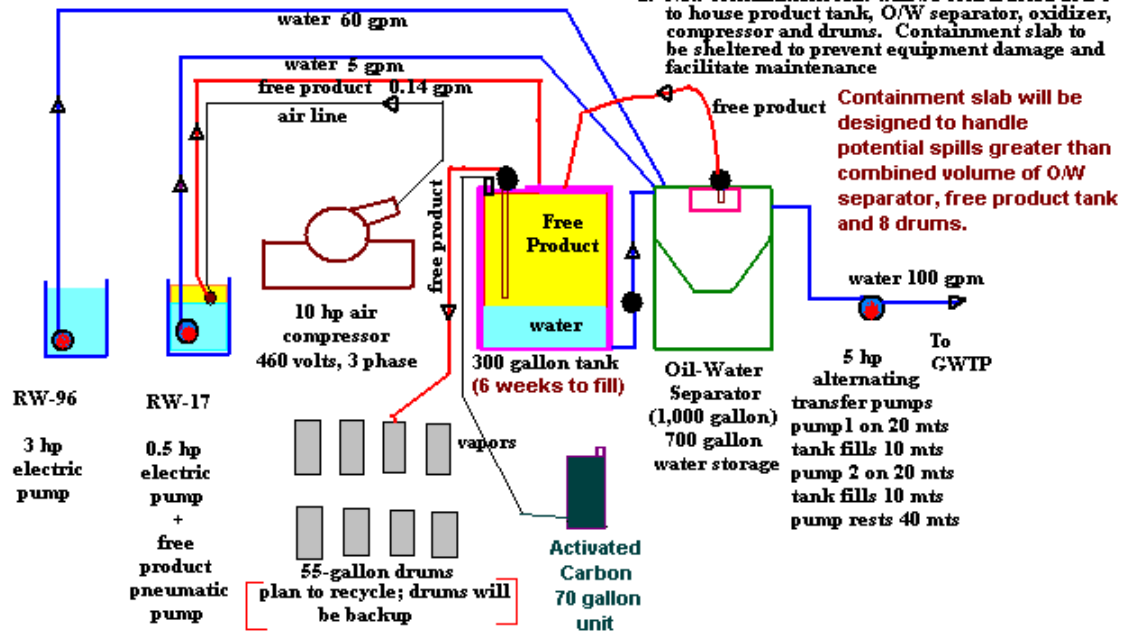 water 60 gpm
to house product tank, O/W separator, oxidizer,
compressor and drums. Containment slab to
be sheltered to prevent equipment damage and
facilitate maintenance
water 5 gpm
free product 0.14 gpm
air line
free product
Containment slab will be
designed to handle
potential spills greater than
combined volume of O/W
separator, free product tank
and 8 drums.
free product
Free
Product
water
water 100 gpm
To
GWTP
10 hp air
compressor
460 volts, 3 phase
300 gallon tank
(6 weeks to fill)
Oil-Water
Separator
(1,000 gallon)
700 gallon
water storage
5 hp
alternating
transfer pumps
pump1 on 20 mts
tank fills 10 mts
pump 2 on 20 mts
tank fills 10 mts
pump rests 40 mts
RW-96
3 hp
electric
pump
RW-17
0.5 hp
electric
pump
+
free
product
pneumatic
pump
vapors
55-gallon drums
plan to recycle; drums will
be backup
Activated
Carbon
70 gallon
unit